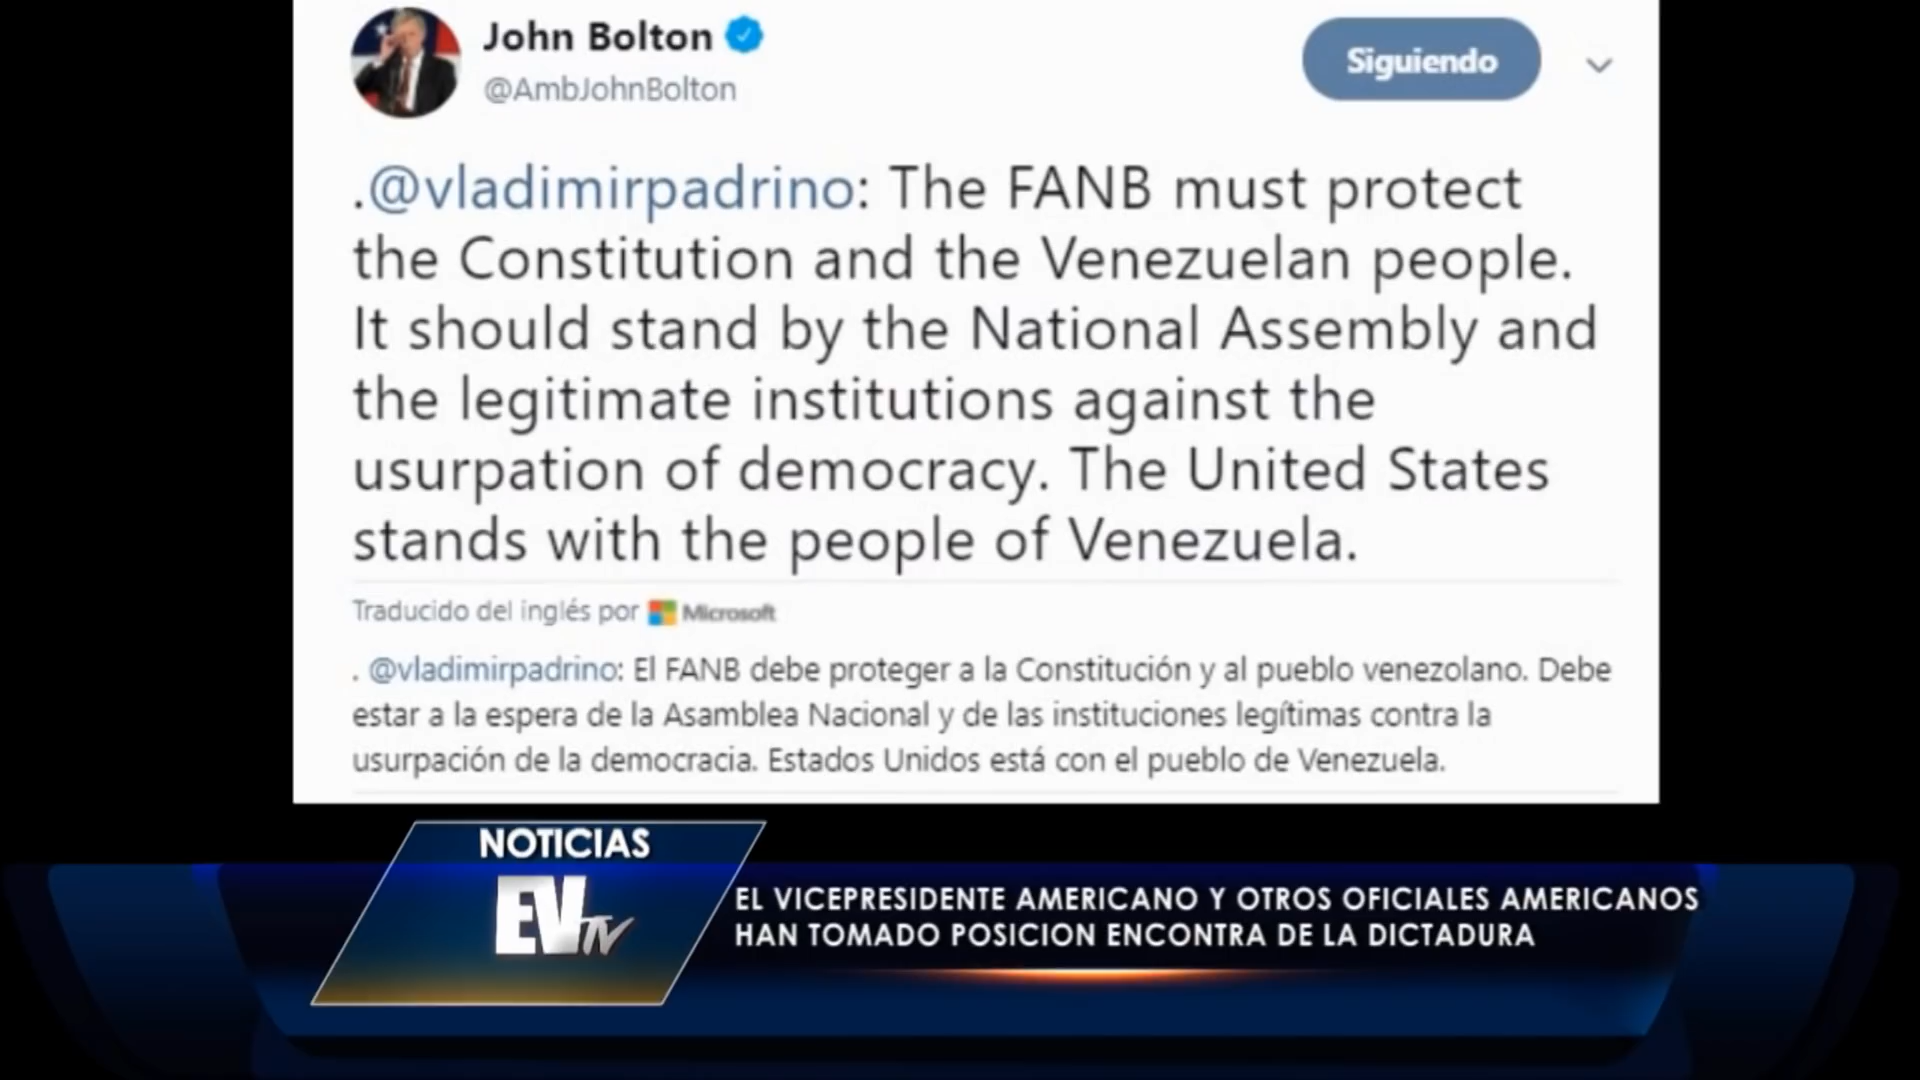 John Bolton
@AmbJohnBolton
Siguiendo
.@vladimirpadrino: The FANB must protect
the Constitution and the Venezuelan people.
It should stand by the National Assembly and
the legitimate institutions against the
usurpation of democracy. The United States
stands with the people of Venezuela.
Traducido del inglés por Microsoft
. @vladimirpadrino: El FANB debe proteger a la Constitución y al pueblo venezolano. Debe
estar a la espera de la Asamblea Nacional y de las instituciones legítimas contra la
usurpación de la democracia. Estados Unidos está con el pueblo de Venezuela.
NOTICIAS
EVTV
EL VICEPRESIDENTE AMERICANO Y OTROS OFICIALES AMERICANOS
HAN TOMADO POSICION ENCONTRA DE LA DICTADURA